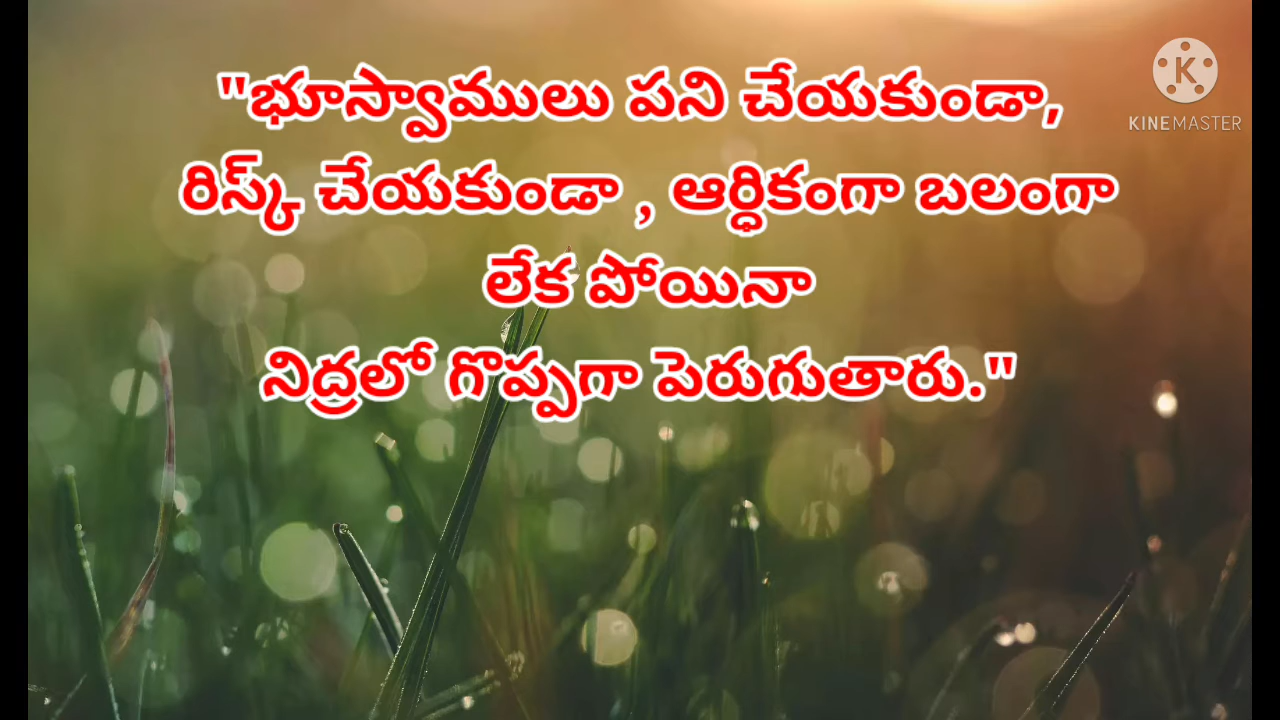 "భూస్వాములు పని చేయకుండా,
రిస్క్ చేయకుండా , ఆర్ధికంగా బలంగా
లేక పోయినా
నిద్రలో గొప్పగా పెరుగుతారు."
K
KINEMASTER